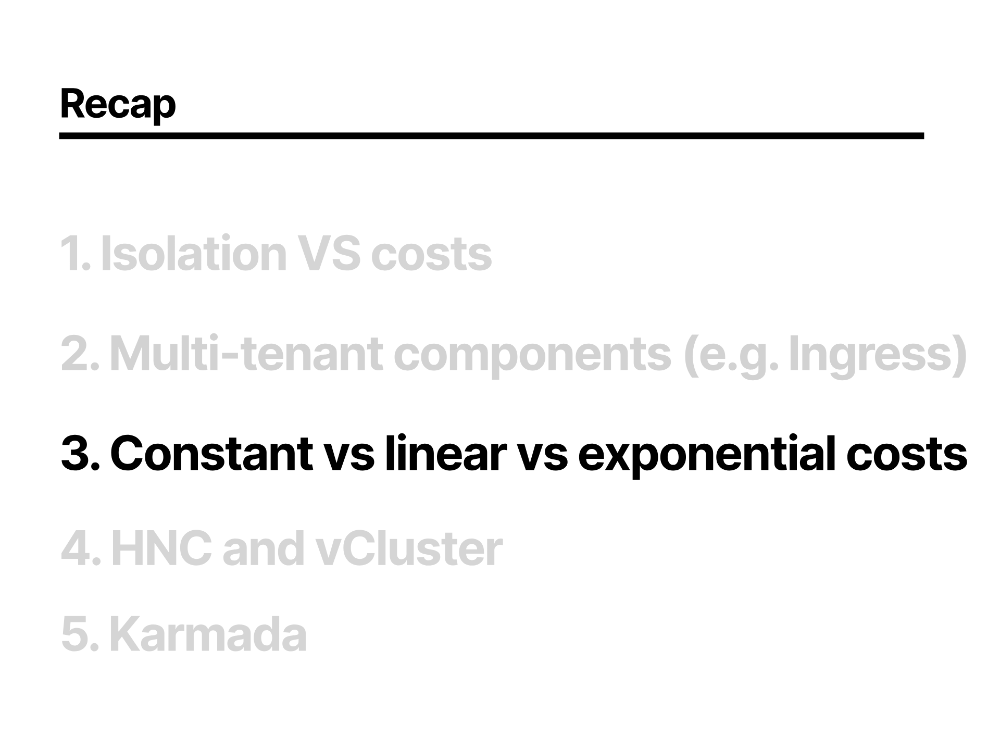 Recap
1. Isolation VS costs
2. Multi-tenant components (e.g. Ingress)
3. Constant vs linear vs exponential costs
4. HNC and vCluster
5. Karmada